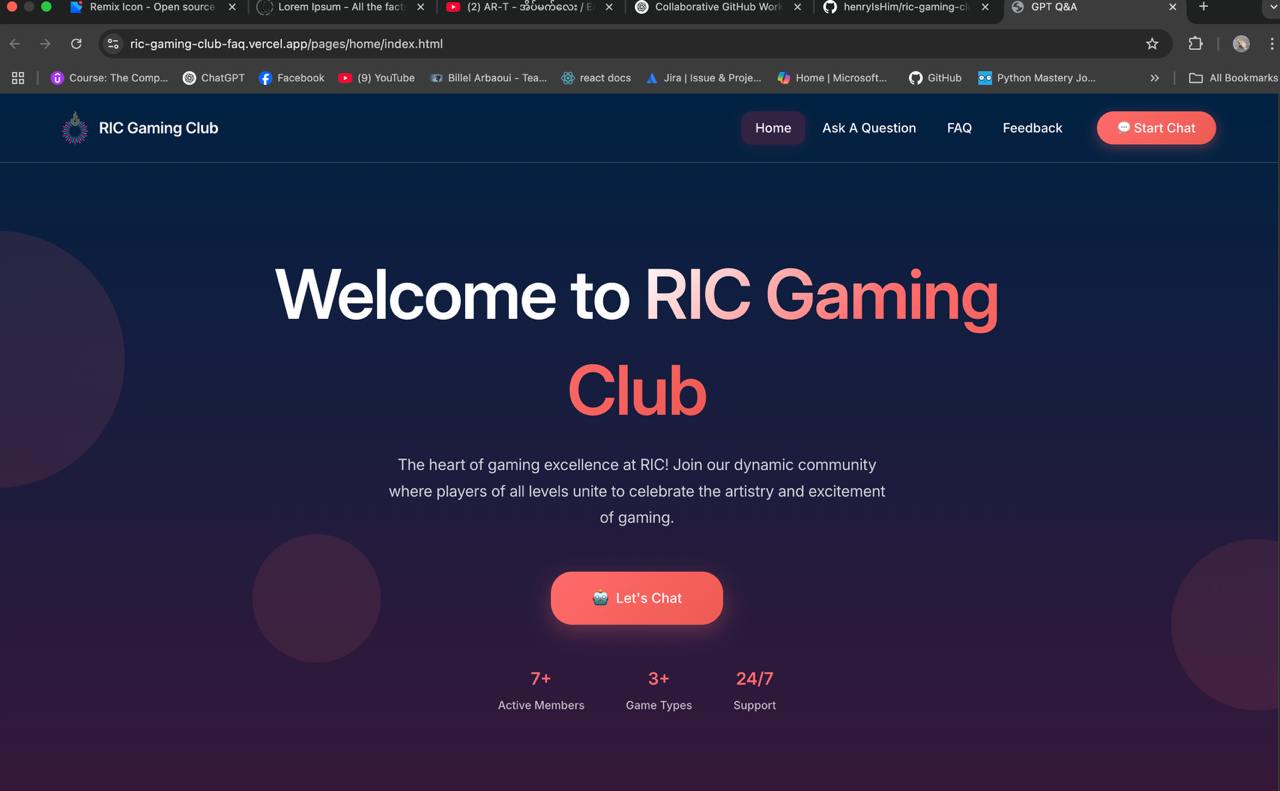 Remix Icon - Open source
Lorem Ipsum - All the fact
(2) AR-T - အိပ်မက်လေး / E
Collaborative GitHub Work
henryIsHim/ric-gaming-cl
GPT Q&A
ric-gaming-club-faq.vercel.app/pages/home/index.html
Course: The Comp...
ChatGPT
Facebook
(9) YouTube
Billel Arbaoui - Tea...
react docs
Jira | Issue & Proje...
Home | Microsoft...
GitHub
Python Mastery Jo...
All Bookmarks
RIC Gaming Club
Home
Ask A Question
FAQ
Feedback
Start Chat
Welcome to RIC Gaming
Club
The heart of gaming excellence at RIC! Join our dynamic community
where players of all levels unite to celebrate the artistry and excitement
of gaming.
Let's Chat
7+
Active Members
3+
Game Types
24/7
Support